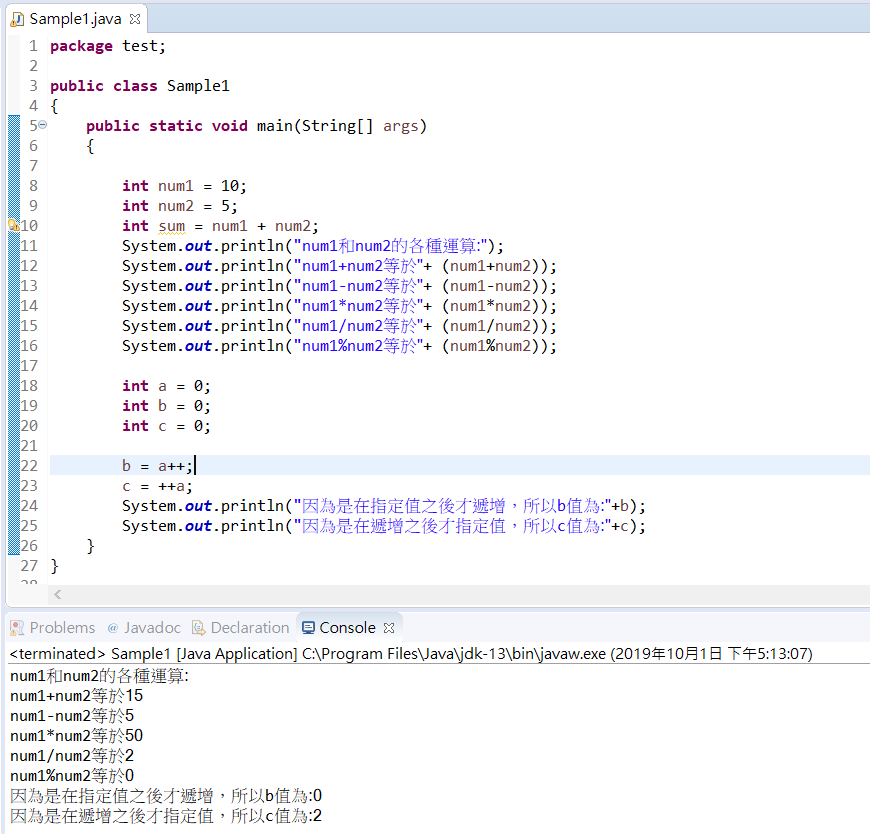 Sample1.java
1 package test;
2
3 public class Sample1
4 {
5 public static void main(String[] args)
6 {
7
8 int num1 = 10;
9 int num2 = 5;
10 int sum = num1 + num2;
11 System.out.println("num1和num2的各種運算:");
12 System.out.println("num1+num2等於"+ (num1+num2));
13 System.out.println("num1-num2等於"+ (num1-num2));
14 System.out.println("num1*num2等於"+ (num1*num2));
15 System.out.println("num1/num2等於"+ (num1/num2));
16 System.out.println("num1%num2等於"+ (num1%num2));
17
18 int a = 0;
19 int b = 0;
20 int c = 0;
21
22 b = a++;
23 c = ++a;
24 System.out.println("因為是在指定值之後才遞增，所以b值為:"+b);
25 System.out.println("因為是在遞增之後才指定值，所以c值為:"+c);
26 }
27 }
28
Problems @ Javadoc Declaration Console
<terminated> Sample1 [Java Application] C:\Program Files\Java\jdk-13\bin\javaw.exe (2019年10月1日 下午5:13:07)
num1和num2的各種運算:
num1+num2等於15
num1-num2等於5
num1*num2等於50
num1/num2等於2
num1%num2等於0
因為是在指定值之後才遞增，所以b值為:0
因為是在遞增之後才指定值，所以c值為:2